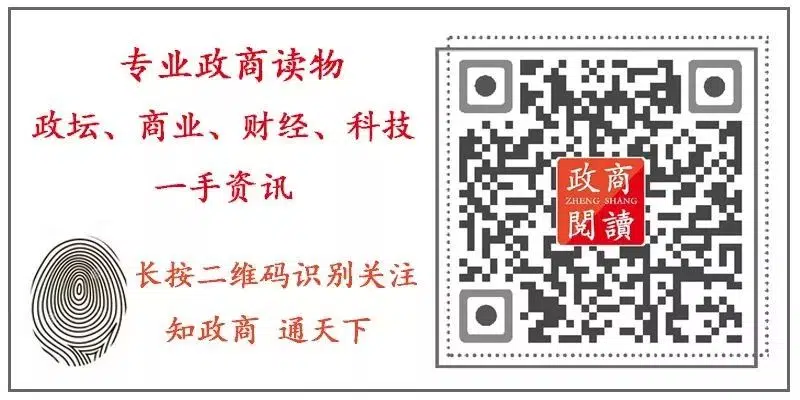 专业政商读物
政坛、商业、财经、科技
一手资讯
长按二维码识别关注
知政商 通天下
政商
ZHENG SHANG
閱讀